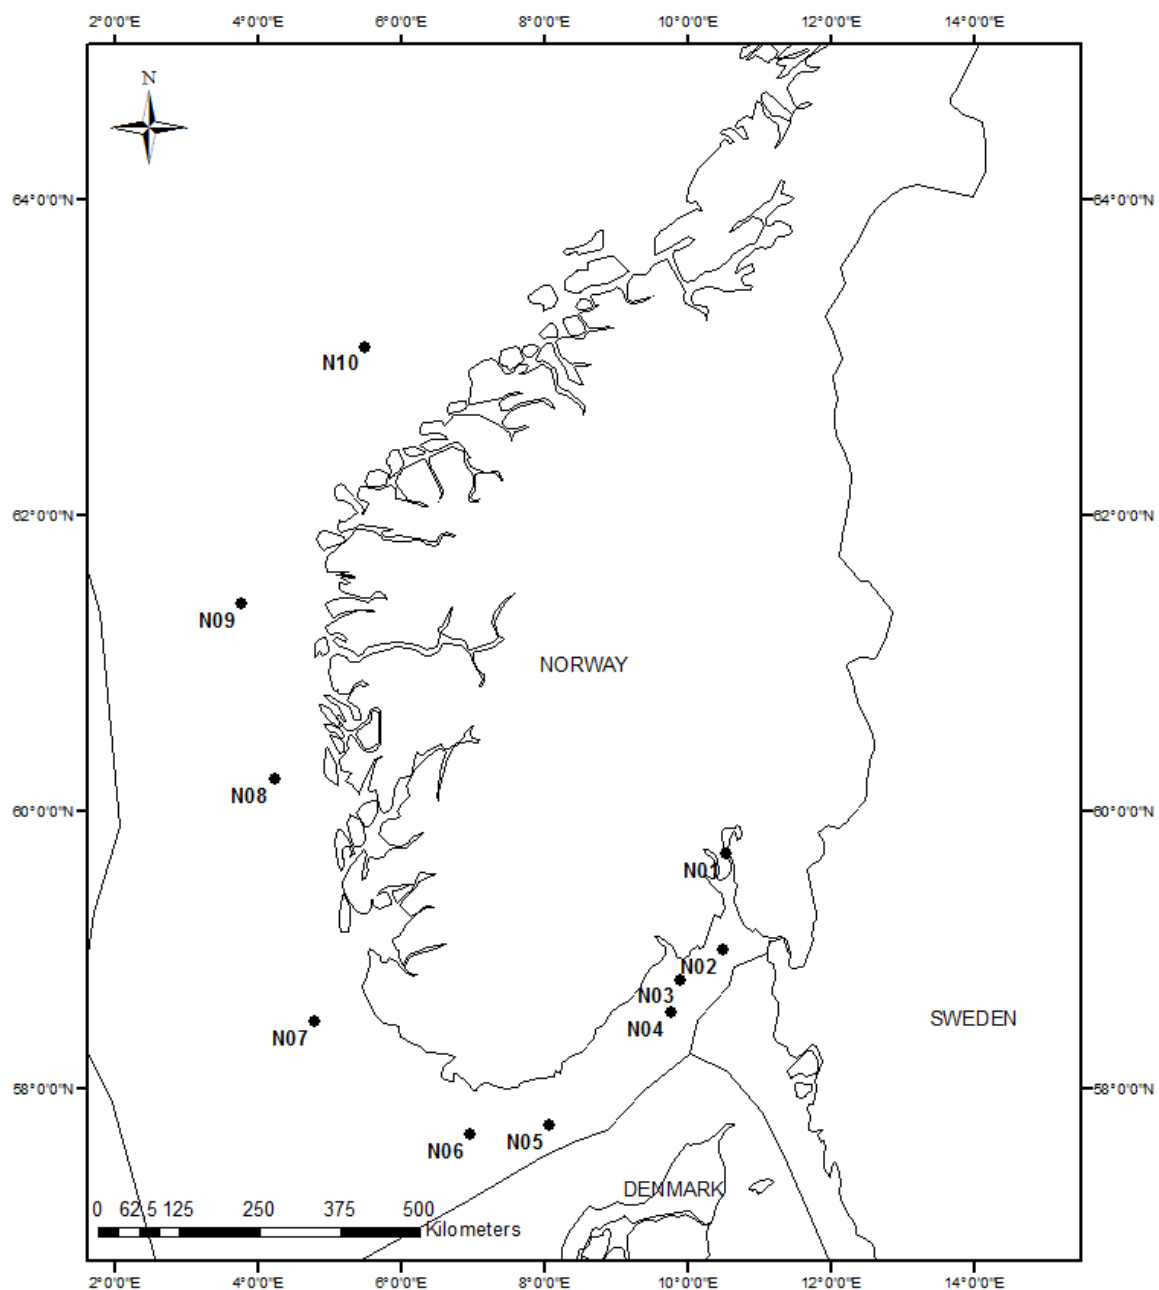 2°0'0"E 4°0'0"E 6°0'0"E 8°0'0"E 10°0'0"E 12°0'0"E 14°0'0"E
N
64°0'0"N 64°0'0"N
N10
62°0'0"N 62°0'0"N
N09
NORWAY
N08
60°0'0"N 60°0'0"N
N01
N02
N03
N04
SWEDEN
N07
58°0'0"N 58°0'0"N
N05
N06
DENMARK
0 62.5 125 250 375 500
Kilometers
2°0'0"E 4°0'0"E 6°0'0"E 8°0'0"E 10°0'0"E 12°0'0"E 14°0'0"E